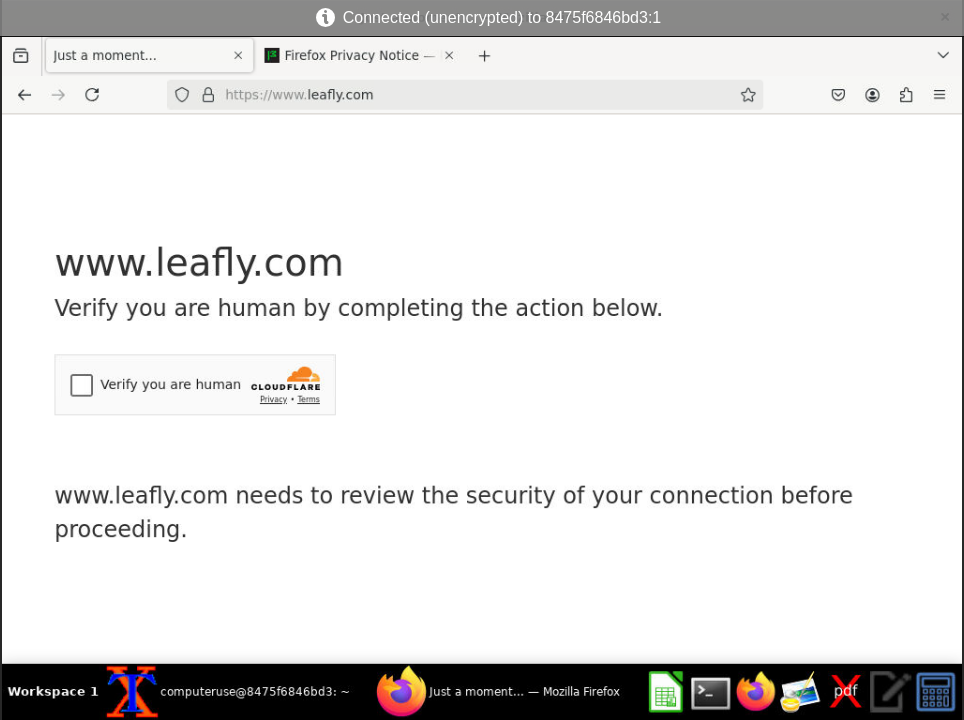 Connected (unencrypted) to 8475f6846bd3:1
Just a moment...
Firefox Privacy Notice —
https://www.leafly.com
www.leafly.com
Verify you are human by completing the action below.
Verify you are human
CLOUDFLARE
Privacy • Terms
www.leafly.com needs to review the security of your connection before
proceeding.
Workspace 1
computeruse@8475f6846bd3: ~
Just a moment... — Mozilla Firefox
pdf